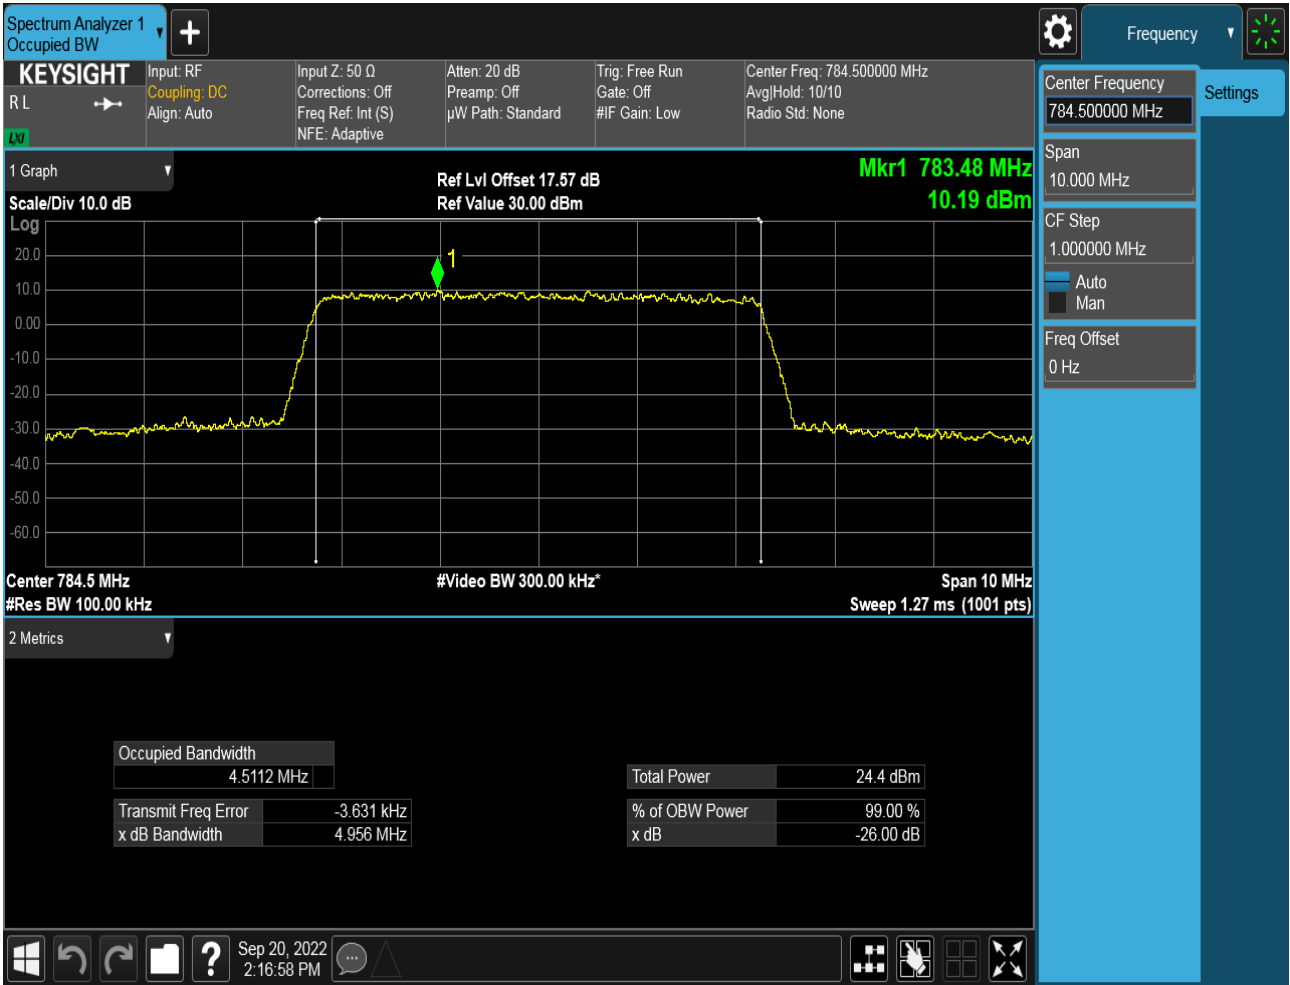 Spectrum Analyzer 1
Occupied BW
Frequency
KEYSIGHT
R L
LXI
Input: RF
Coupling: DC
Align: Auto
Input Z: 50 Ω
Corrections: Off
Freq Ref: Int (S)
NFE: Adaptive
Atten: 20 dB
Preamp: Off
µW Path: Standard
Trig: Free Run
Gate: Off
#IF Gain: Low
Center Freq: 784.500000 MHz
Avg|Hold: 10/10
Radio Std: None
Center Frequency
784.500000 MHz
Settings
Span
10.000 MHz
CF Step
1.000000 MHz
Auto
Man
Freq Offset
0 Hz
1 Graph
Scale/Div 10.0 dB
Log
Ref Lvl Offset 17.57 dB
Ref Value 30.00 dBm
Mkr1 783.48 MHz
10.19 dBm
1
20.0
10.0
0.00
-10.0
-20.0
-30.0
-40.0
-50.0
-60.0
Center 784.5 MHz
#Video BW 300.00 kHz*
Span 10 MHz
#Res BW 100.00 kHz
Sweep 1.27 ms (1001 pts)
2 Metrics
Occupied Bandwidth
4.5112 MHz
Total Power 24.4 dBm
Transmit Freq Error -3.631 kHz
% of OBW Power 99.00 %
x dB Bandwidth 4.956 MHz
x dB -26.00 dB
?
Sep 20, 2022
2:16:58 PM